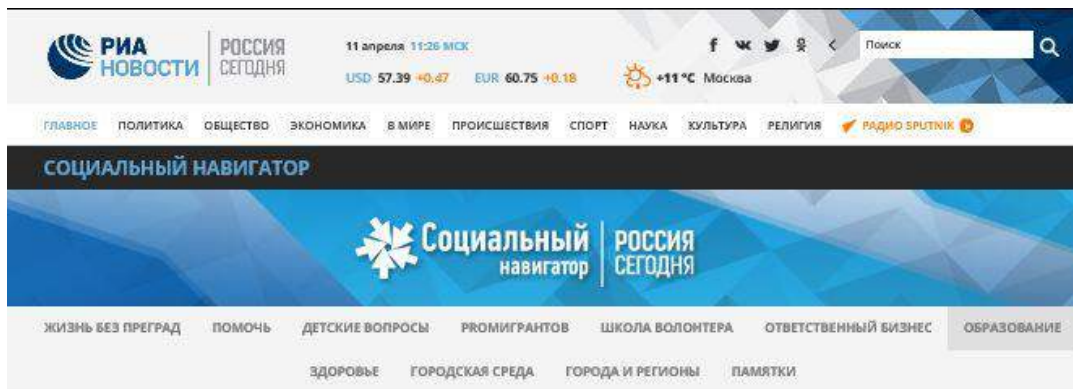 РИА НОВОСТИ РОССИЯ СЕГОДНЯ
11 апреля 11:26 МСК
Поиск
USD 57.39 +0.47 EUR 60.75 +0.18 +11 °C Москва
ГЛАВНОЕ ПОЛИТИКА ОБЩЕСТВО ЭКОНОМИКА В МИРЕ ПРОИСШЕСТВИЯ СПОРТ НАУКА КУЛЬТУРА РЕЛИГИЯ РАДИО SPUTNIK
СОЦИАЛЬНЫЙ НАВИГАТОР
Социальный РОССИЯ
навигатор СЕГОДНЯ
ЖИЗНЬ БЕЗ ПРЕГРАД ПОМОЧЬ ДЕТСКИЕ ВОПРОСЫ PROМИГРАНТОВ ШКОЛА ВОЛОНТЕРА ОТВЕТСТВЕННЫЙ БИЗНЕС ОБРАЗОВАНИЕ
ЗДОРОВЬЕ ГОРОДСКАЯ СРЕДА ГОРОДА И РЕГИОНЫ ПАМЯТКИ